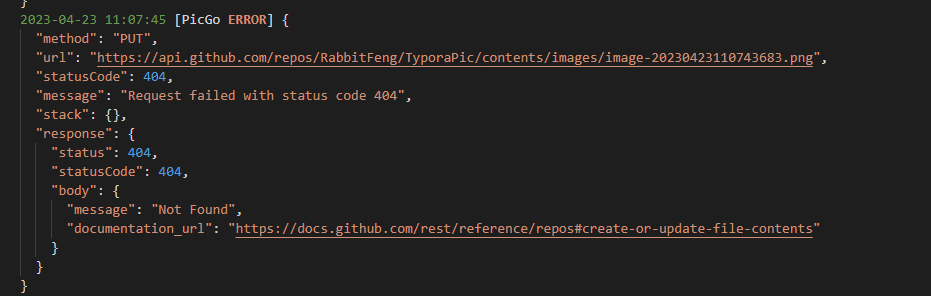 }
2023-04-23 11:07:45 [PicGo ERROR] {
"method": "PUT",
"url": "https://api.github.com/repos/RabbitFeng/TyporaPic/contents/images/image-20230423110743683.png",
"statusCode": 404,
"message": "Request failed with status code 404",
"stack": {},
"response": {
"status": 404,
"statusCode": 404,
"body": {
"message": "Not Found",
"documentation_url": "https://docs.github.com/rest/reference/repos#create-or-update-file-contents"
}
}
}